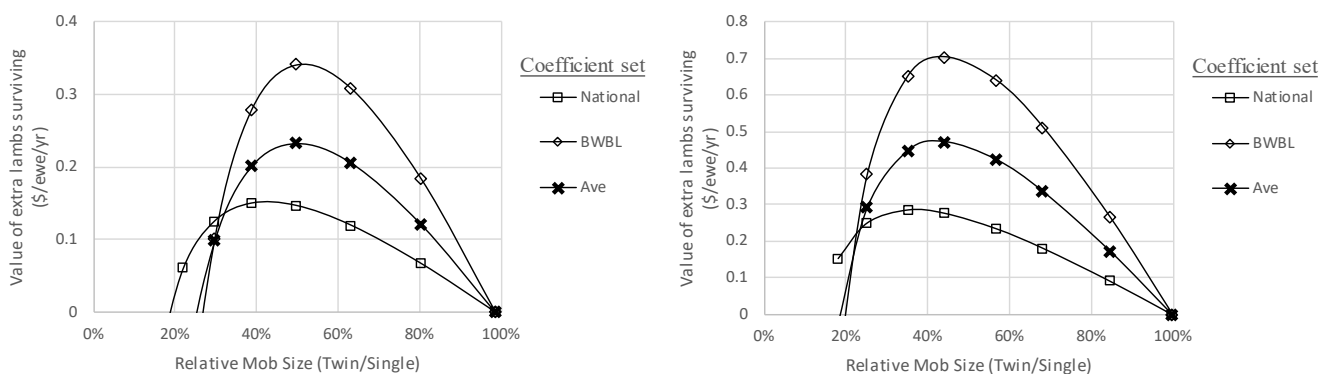 Value of extra lambs surviving
($/ewe/yr)
0.4
0.3
0.2
0.1
0
0%
20%
40%
60%
80%
100%
Relative Mob Size (Twin/Single)
Coefficient set
National
BWBL
Ave
Value of extra lambs surviving
($/ewe/yr)
0.8
0.7
0.6
0.5
0.4
0.3
0.2
0.1
0
0%
20%
40%
60%
80%
100%
Relative Mob Size (Twin/Single)
Coefficient set
National
BWBL
Ave